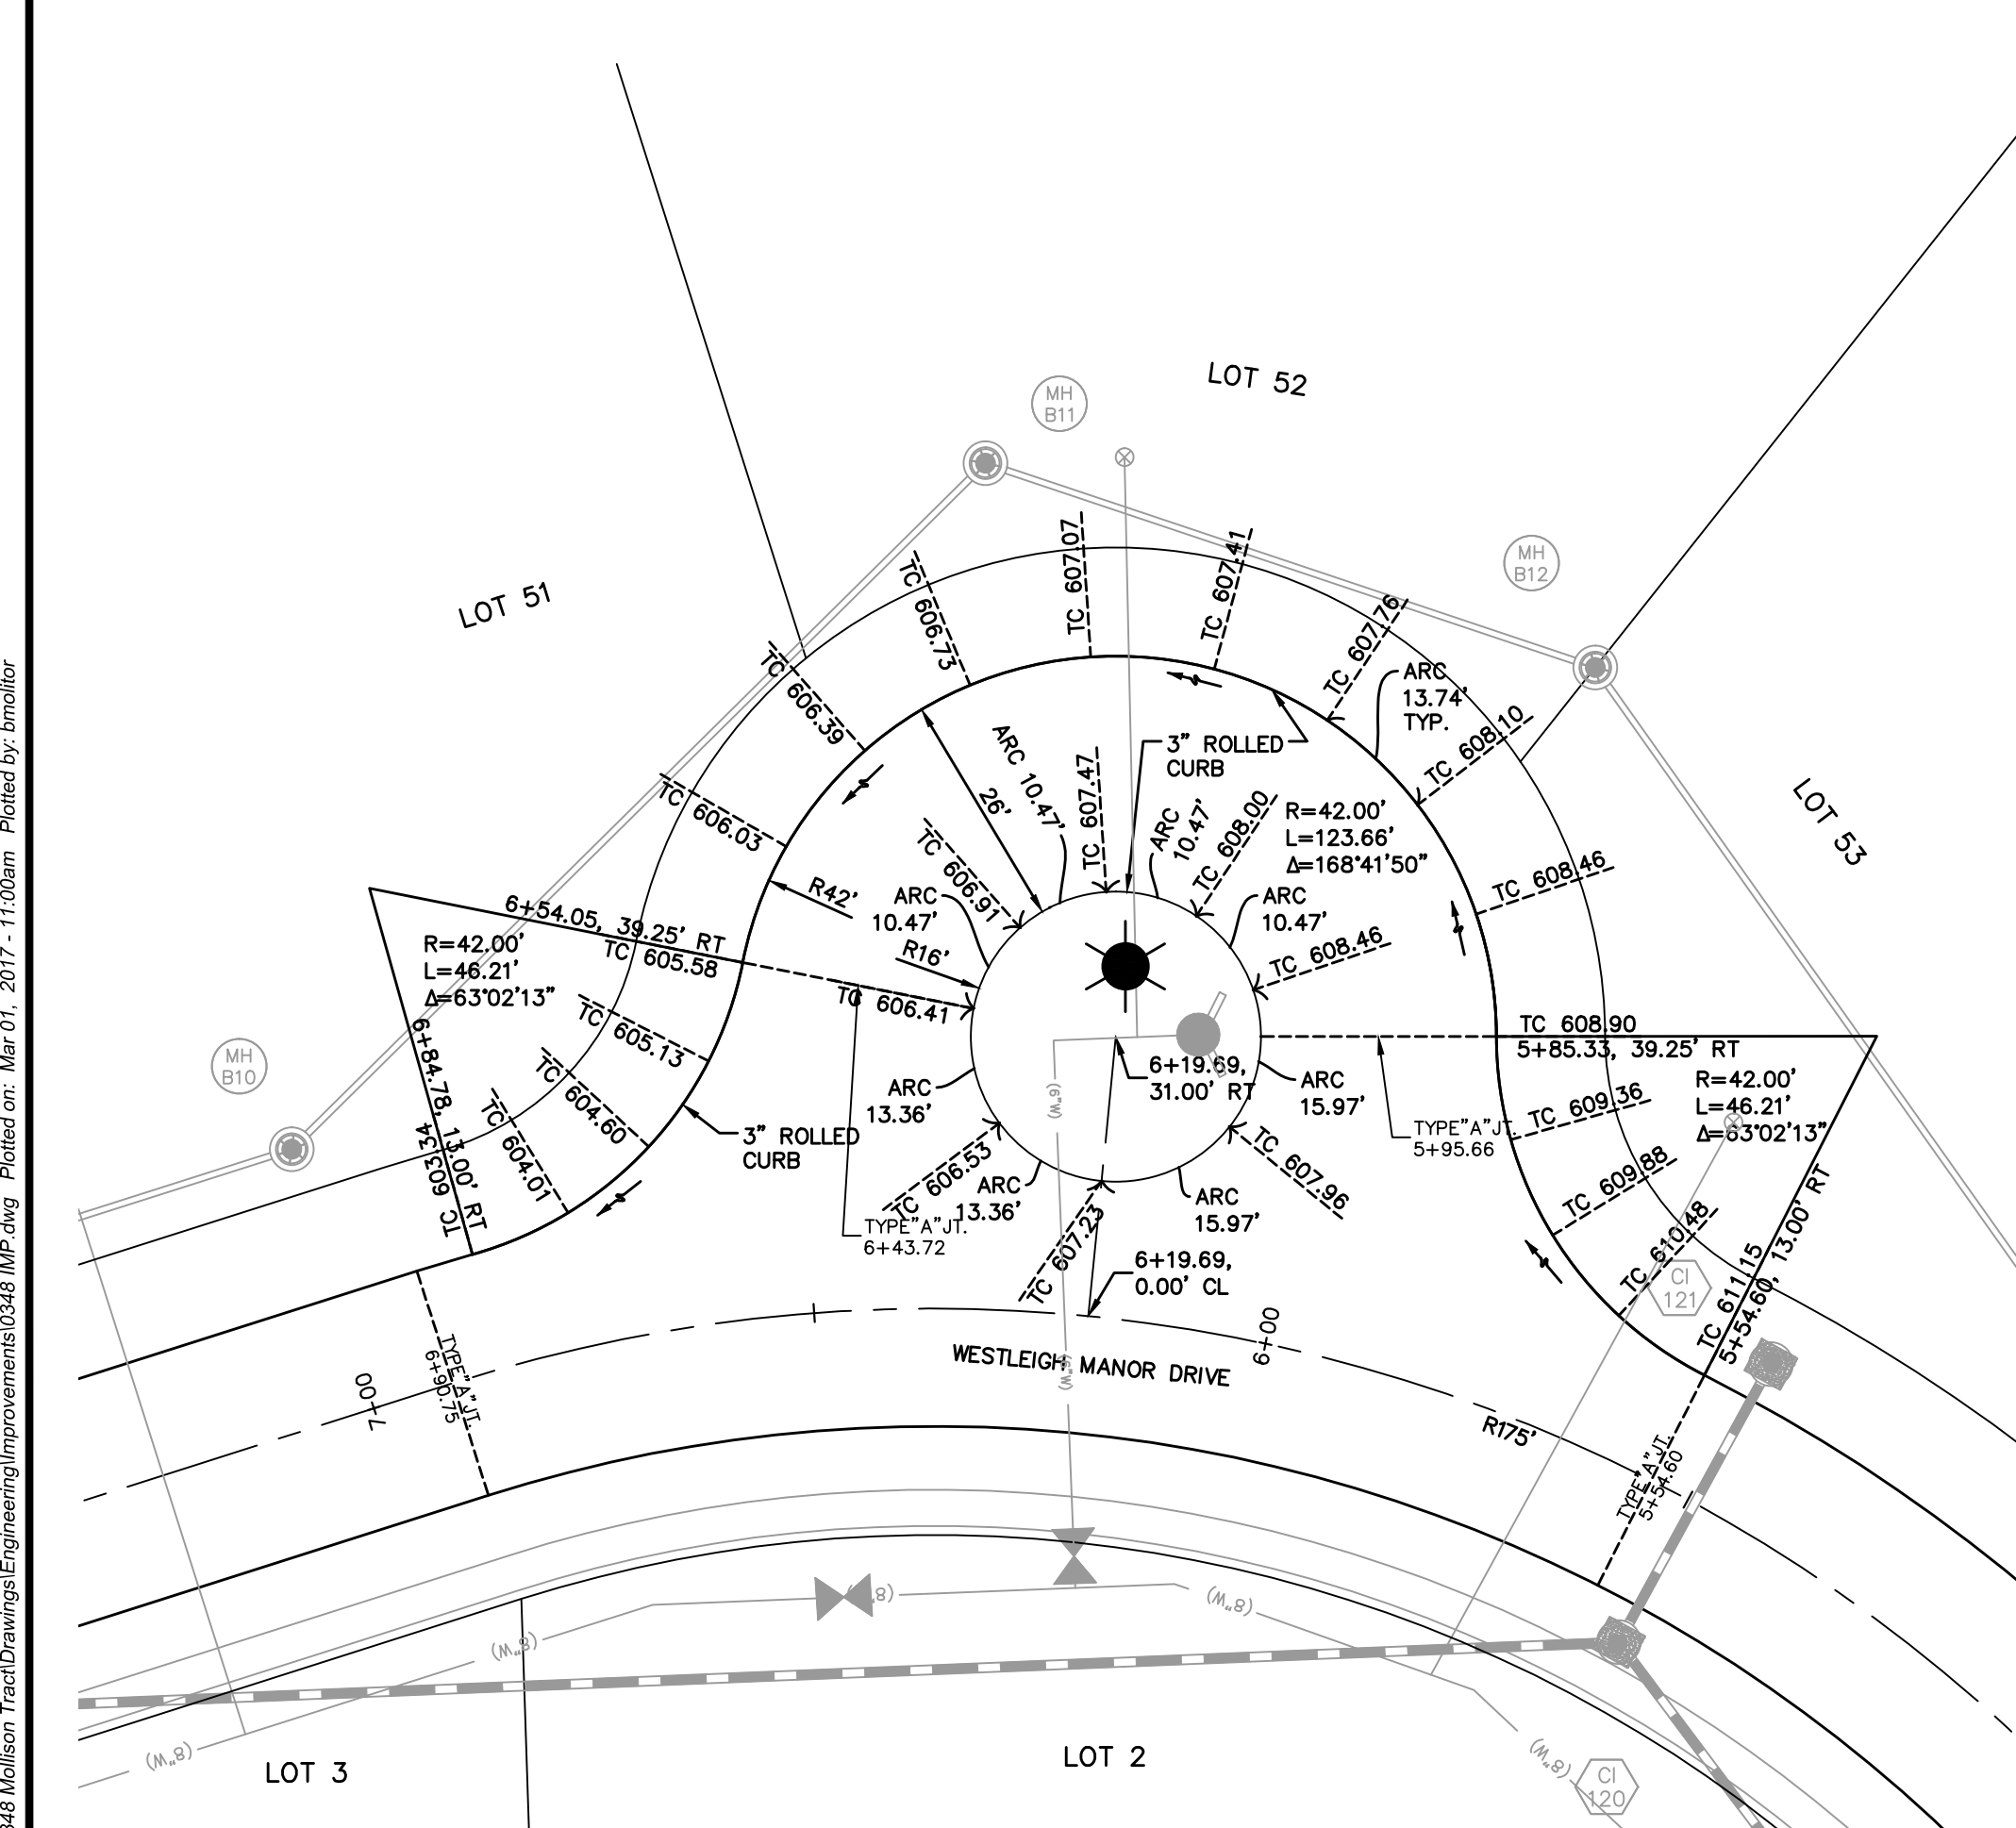 348 Mollison Tract\Drawings\Engineering\Improvements\0348 IMP.dwg Plotted on: Mar 01, 2017 - 11:00am Plotted by: bmolitor
LOT 52
MH
B11
MH
B12
LOT 51
LOT 53
MH
B10
TC 606.39
TC 606.73
TC 607.07
TC 607.41
TC 607.76
ARC
13.74'
TYP.
TC 608.10
TC 606.03
ARC 10.47'
26'
TC 607.47
3" ROLLED
CURB
ARC
10.47'
TC 608.00
R=42.00'
L=123.66'
Δ=168°41'50"
TC 608.46
TC 606.91
R42'
ARC
10.47'
R16'
ARC
10.47'
TC 608.46
6+54.05, 39.25' RT
TC 605.58
TC 606.41
R=42.00'
L=46.21'
Δ=63°02'13"
TC 605.13
TC 604.60
TC 604.01
6+84.78, 13.00' RT
TC 603.34
TC 608.90
5+85.33, 39.25' RT
R=42.00'
L=46.21'
Δ=63°02'13"
6+19.69,
31.00' RT
(6"W)
ARC
13.36'
ARC
15.97'
TYPE"A"JT.
5+95.66
TC 609.36
TC 609.88
TC 610.48
TC 611.15
5+54.60, 13.00' RT
3" ROLLED
CURB
TC 606.53
ARC
13.36'
TC 607.23
ARC
15.97'
TC 607.96
TYPE"A"JT.
6+43.72
6+19.69,
0.00' CL
CI
121
6+00
WESTLEIGH MANOR DRIVE
(6"W)
R175'
7+00
TYPE"A"JT.
6+90.75
TYPE"A"JT.
5+54.60
(8"W)
(8"W)
(8"W)
(8"W)
(8"W)
LOT 3
LOT 2
CI
120